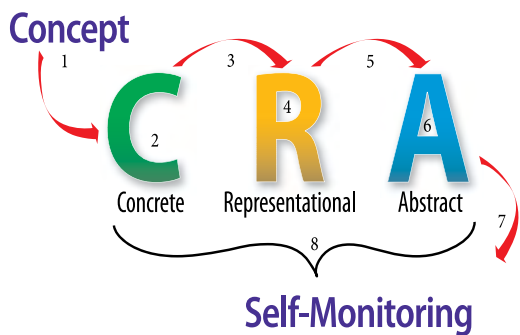 Concept
1 3 5
C R A
2 4 6
Concrete Representational Abstract
7
8
Self-Monitoring